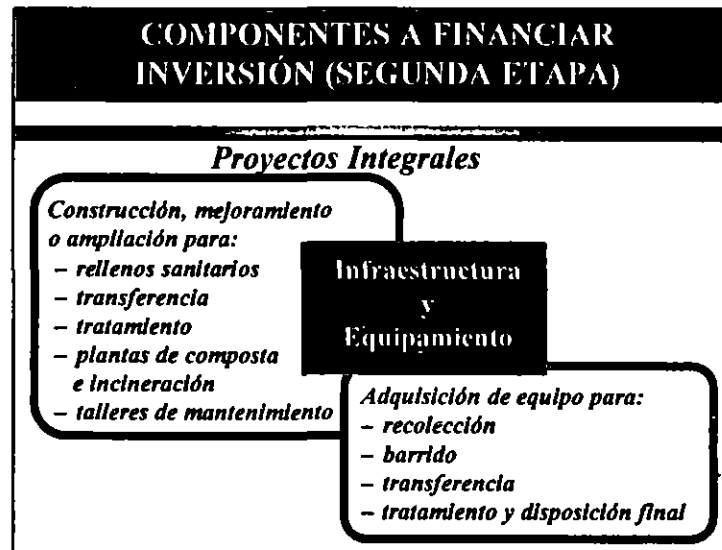 COMPONENTES A FINANCIAR
INVERSIÓN (SEGUNDA ETAPA)
Proyectos Integrales
Construcción, mejoramiento
o ampliación para:
– rellenos sanitarios
– transferencia
– tratamiento
– plantas de composta
e incineración
– talleres de mantenimiento
Infraestructura
y
Equipamiento
Adquisición de equipo para:
– recolección
– barrido
– transferencia
– tratamiento y disposición final